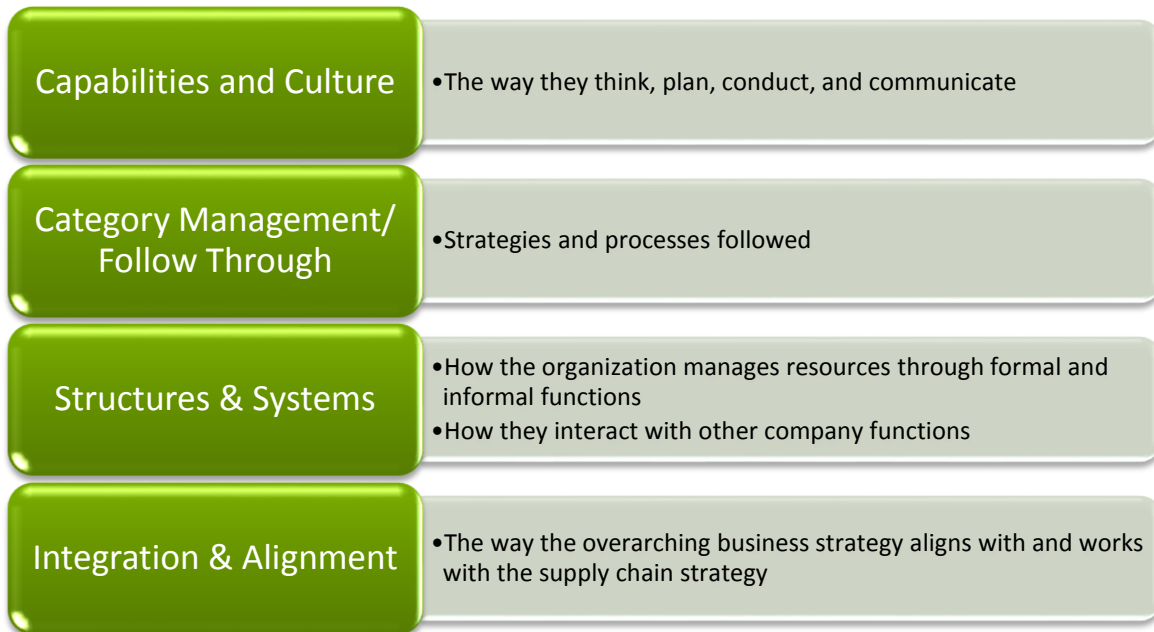 Capabilities and Culture
•The way they think, plan, conduct, and communicate
Category Management/
Follow Through
•Strategies and processes followed
Structures & Systems
•How the organization manages resources through formal and
informal functions
•How they interact with other company functions
Integration & Alignment
•The way the overarching business strategy aligns with and works
with the supply chain strategy